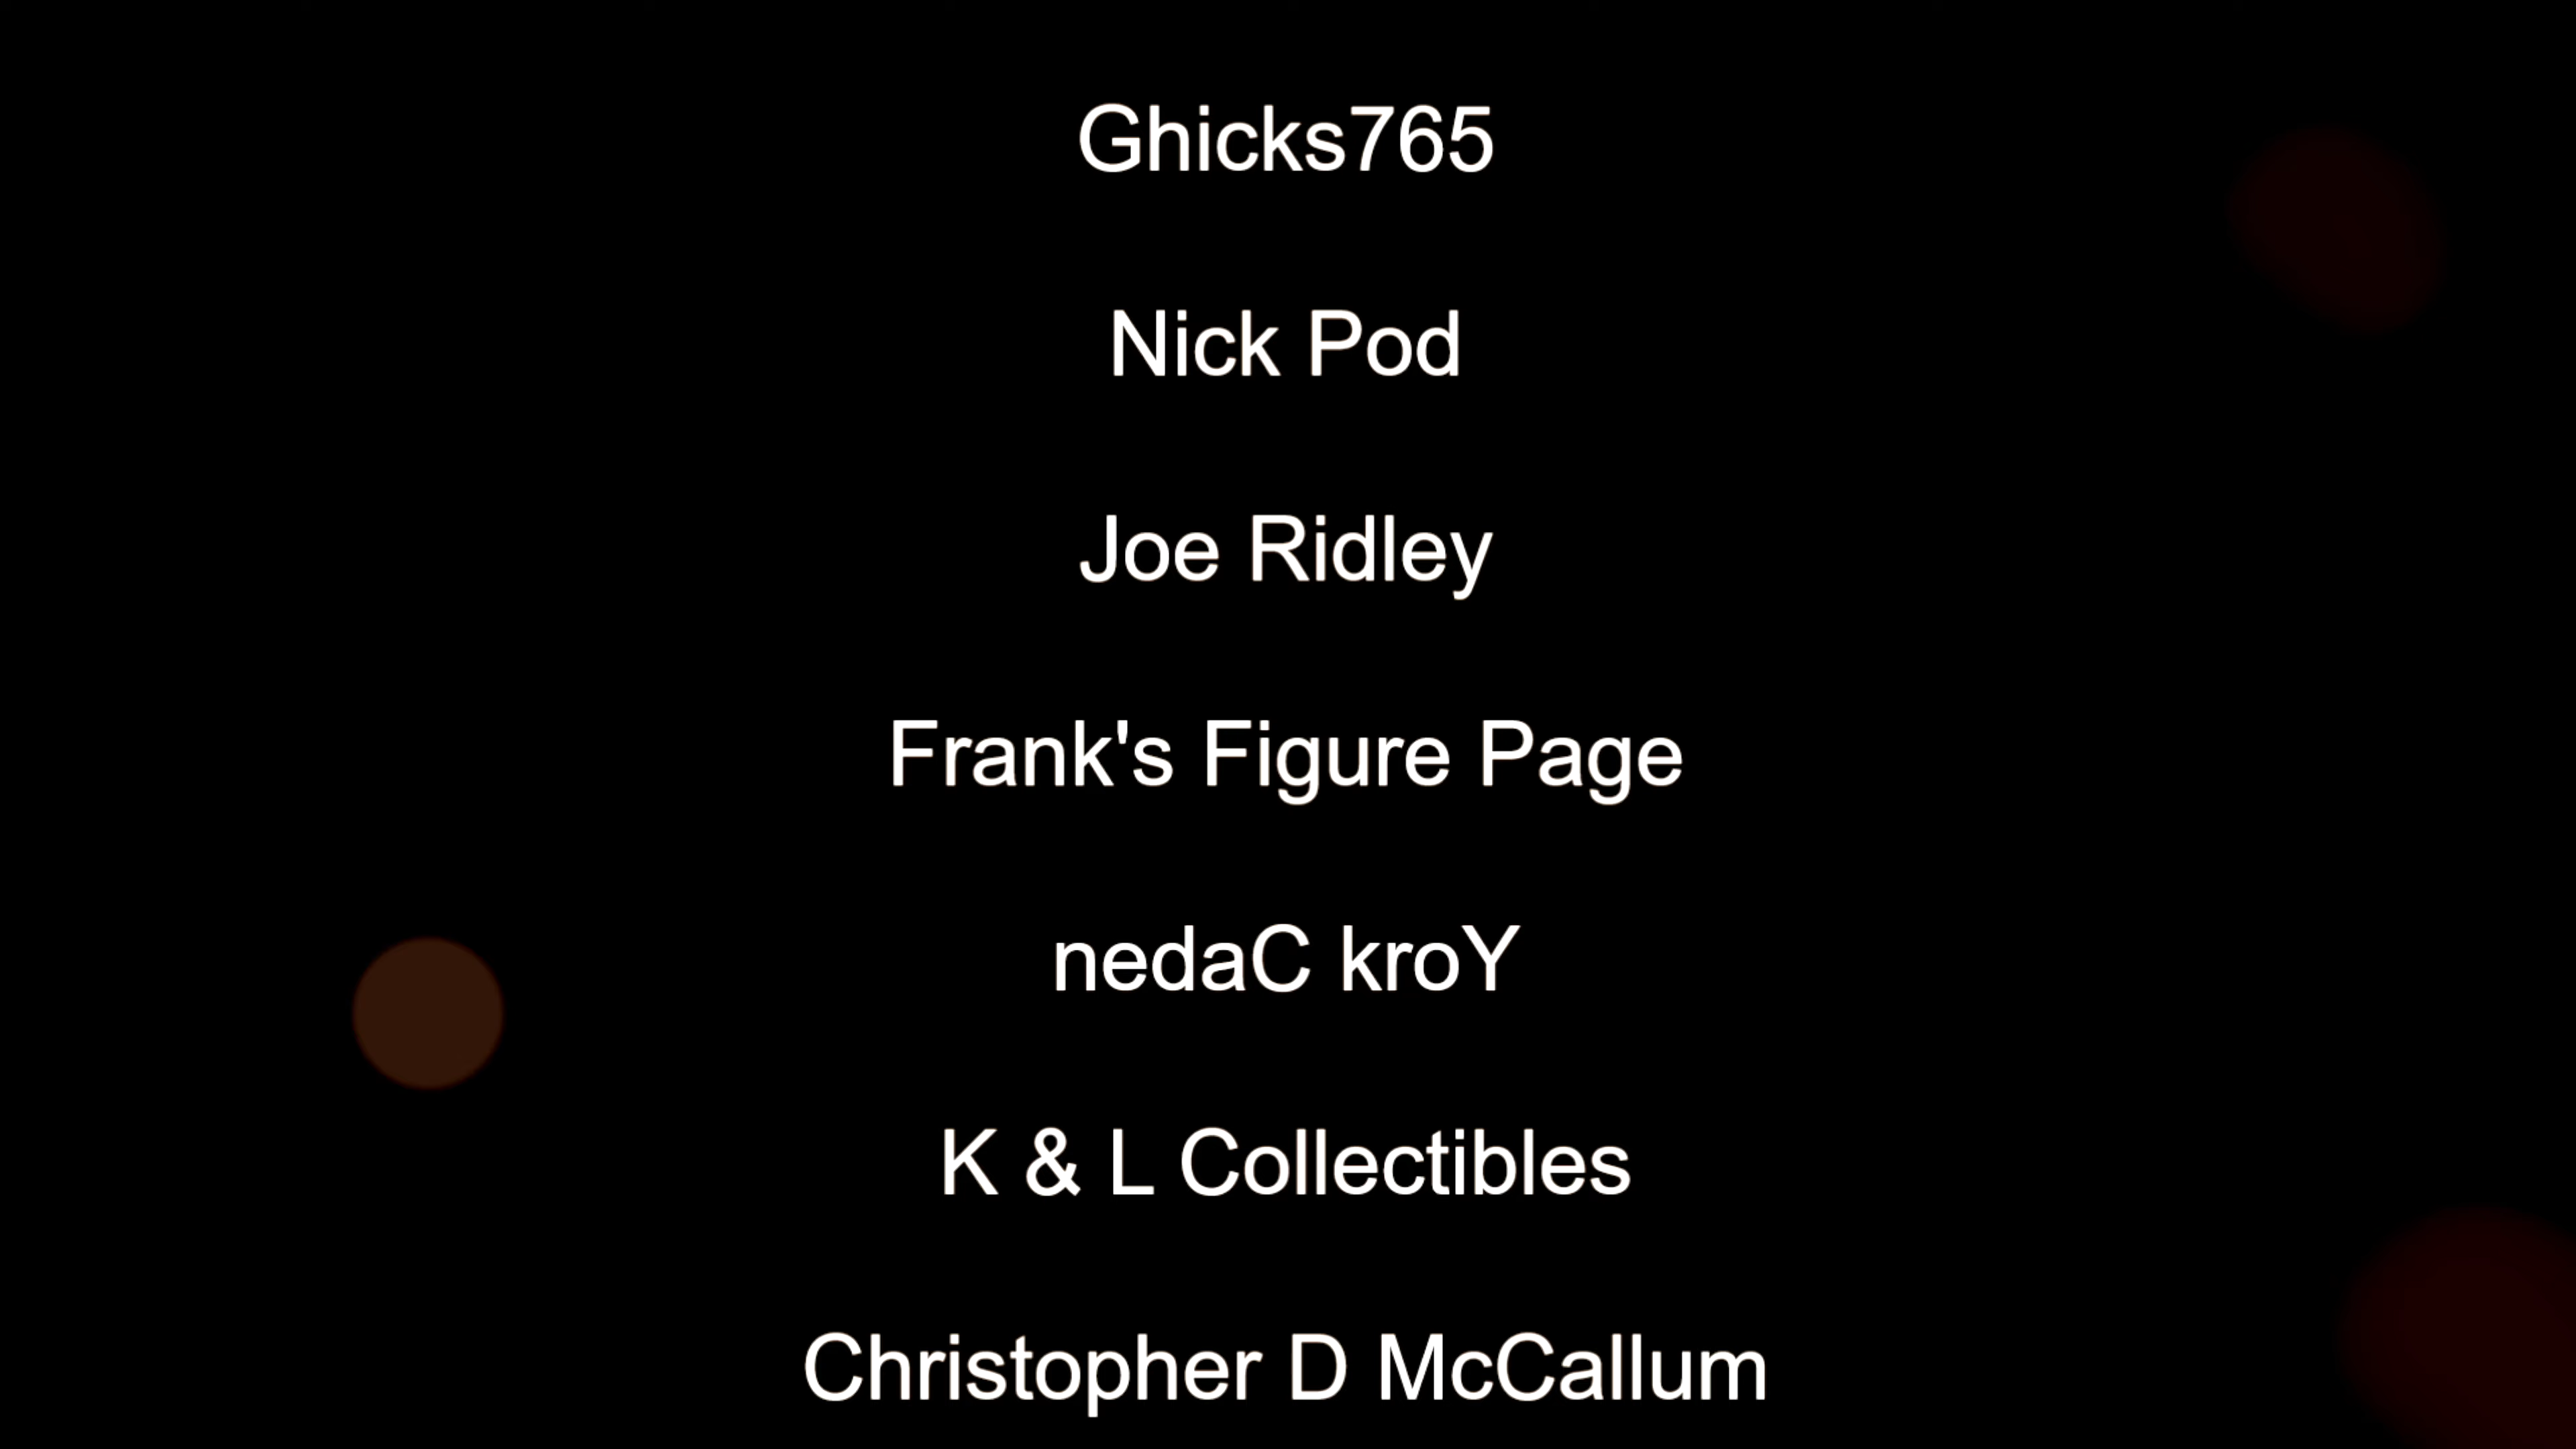 Ghicks765
Nick Pod
Joe Ridley
Frank's Figure Page
nedaC kroY
K & L Collectibles
Christopher D McCallum